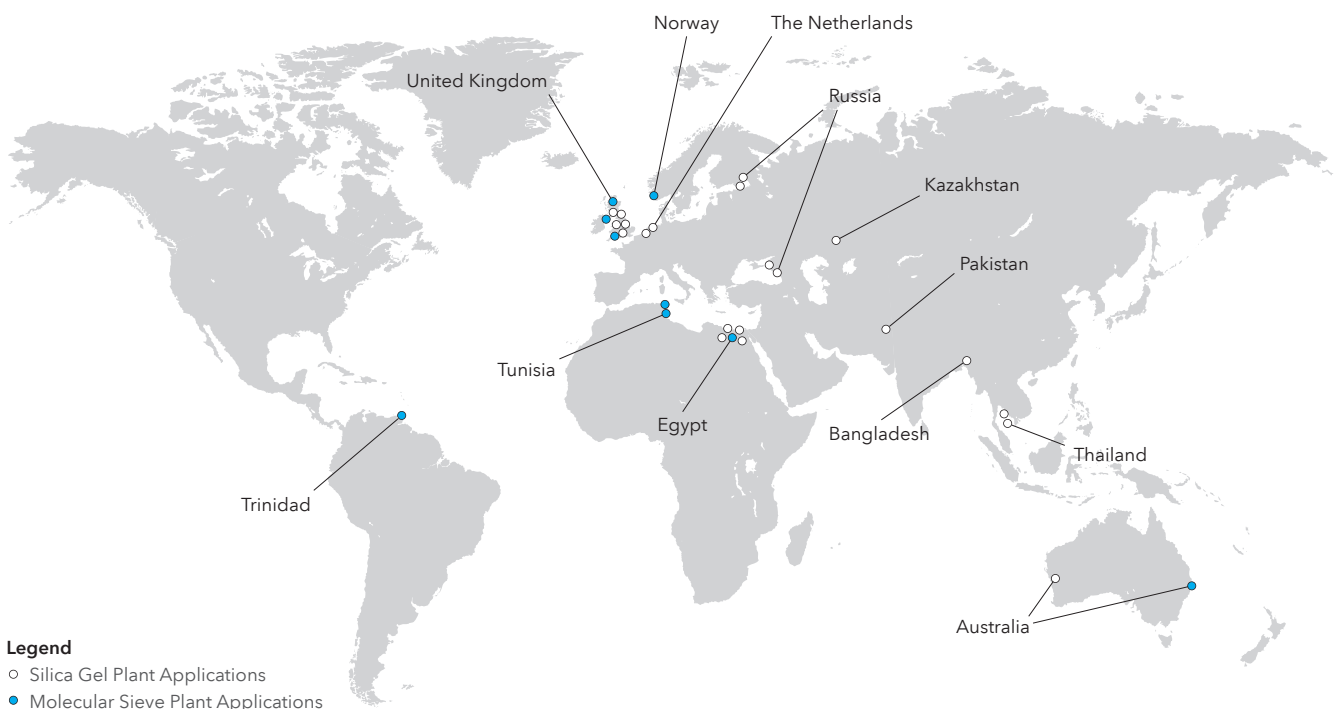 Norway
The Netherlands
United Kingdom
Russia
Kazakhstan
Pakistan
Tunisia
Egypt
Bangladesh
Thailand
Trinidad
Australia
Legend
Silica Gel Plant Applications
Molecular Sieve Plant Applications